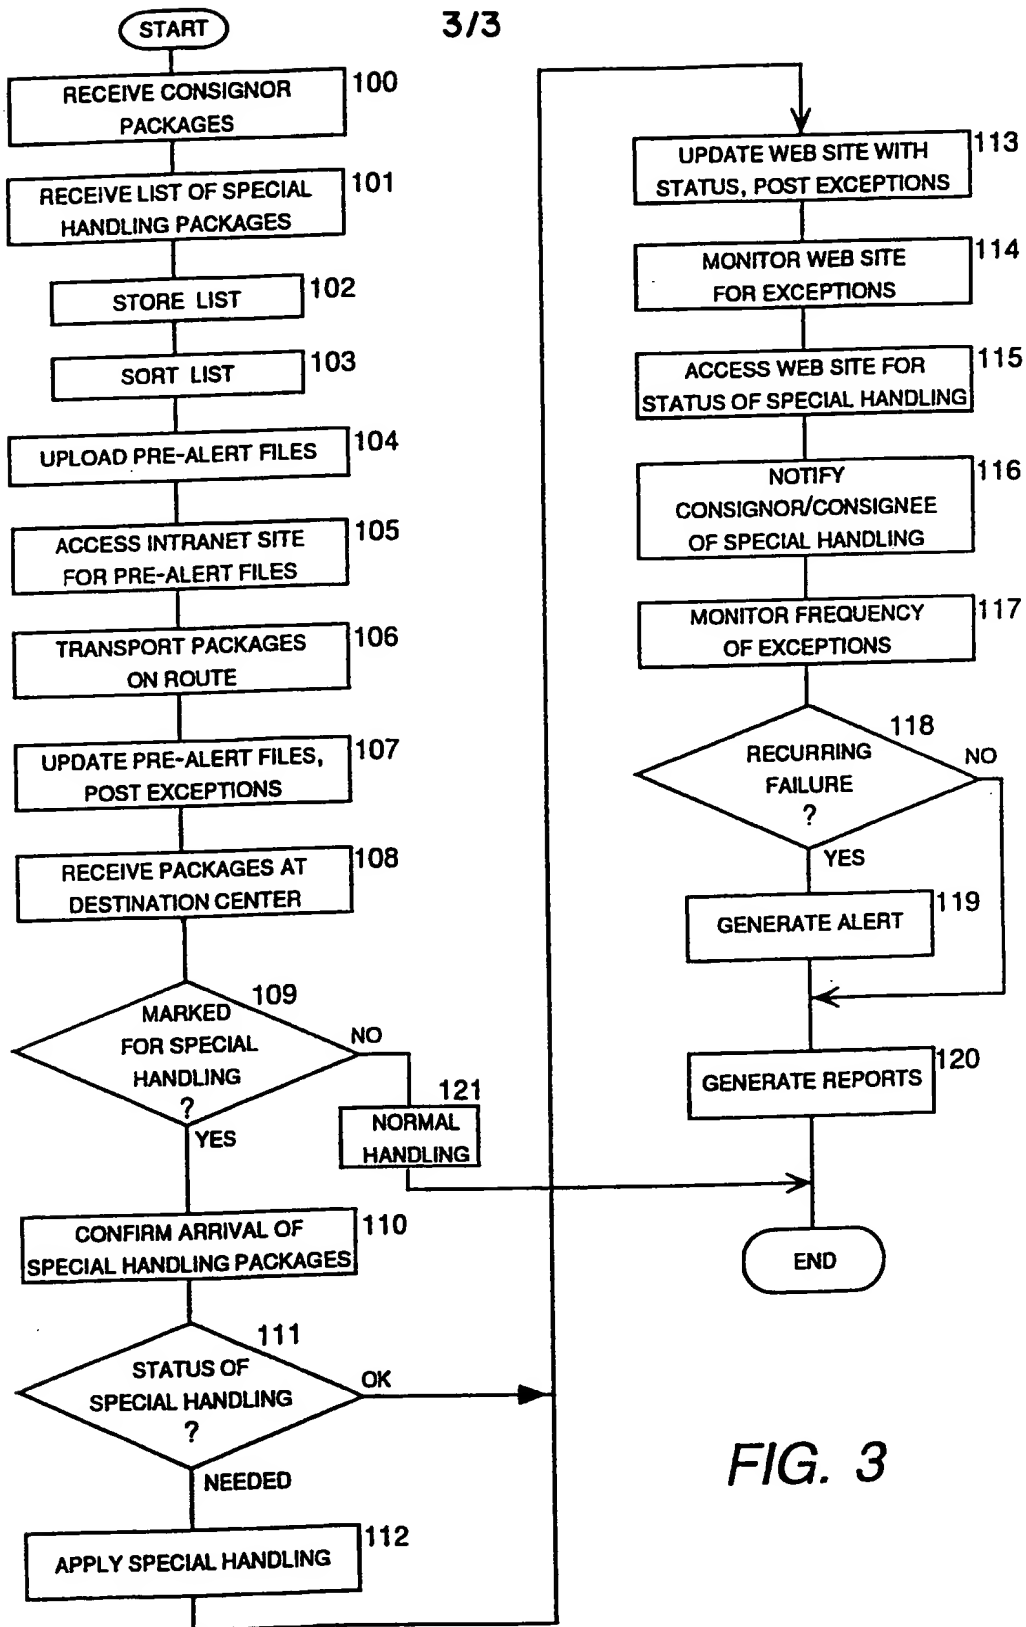 3/3
START
100
RECEIVE CONSIGNOR
PACKAGES
101
RECEIVE LIST OF SPECIAL
HANDLING PACKAGES
102
STORE LIST
103
SORT LIST
104
UPLOAD PRE-ALERT FILES
105
ACCESS INTRANET SITE
FOR PRE-ALERT FILES
106
TRANSPORT PACKAGES
ON ROUTE
107
UPDATE PRE-ALERT FILES,
POST EXCEPTIONS
108
RECEIVE PACKAGES AT
DESTINATION CENTER
109
MARKED
FOR SPECIAL
HANDLING
?
NO
YES
121
NORMAL
HANDLING
110
CONFIRM ARRIVAL OF
SPECIAL HANDLING PACKAGES
111
STATUS OF
SPECIAL HANDLING
?
OK
NEEDED
112
APPLY SPECIAL HANDLING
113
UPDATE WEB SITE WITH
STATUS, POST EXCEPTIONS
114
MONITOR WEB SITE
FOR EXCEPTIONS
115
ACCESS WEB SITE FOR
STATUS OF SPECIAL HANDLING
116
NOTIFY
CONSIGNOR/CONSIGNEE
OF SPECIAL HANDLING
117
MONITOR FREQUENCY
OF EXCEPTIONS
118
RECURRING
FAILURE
?
NO
YES
119
GENERATE ALERT
120
GENERATE REPORTS
END
FIG. 3